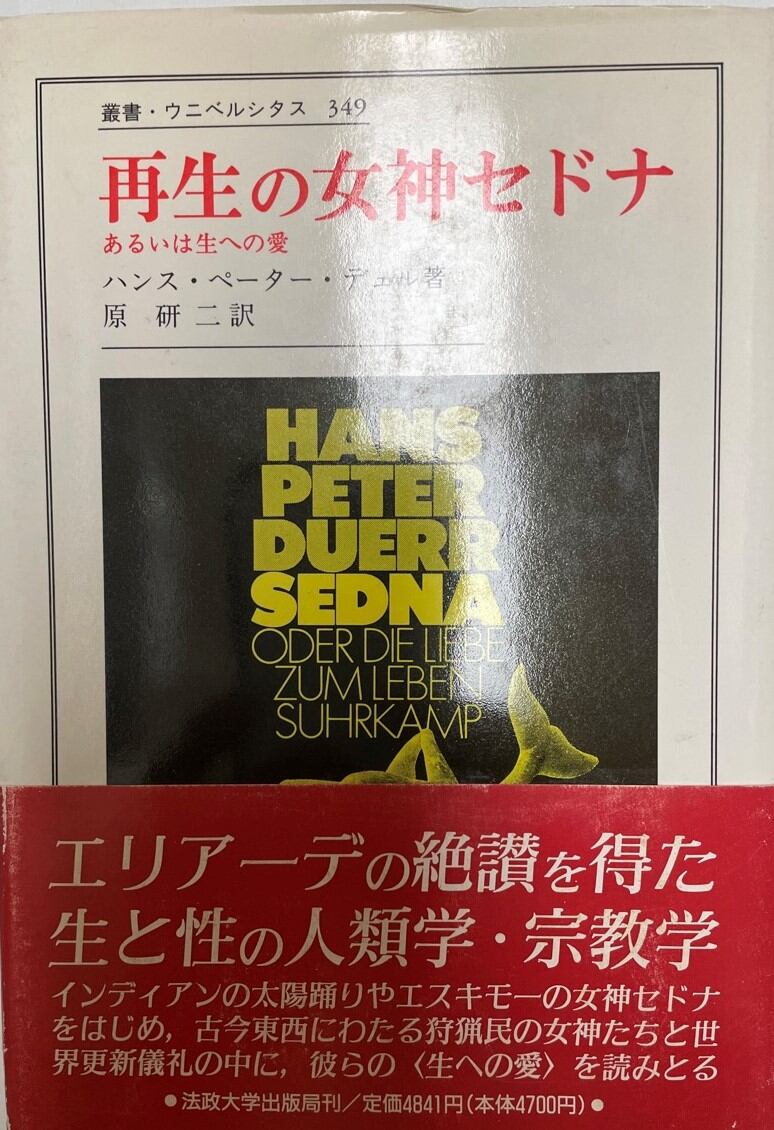 叢書・ウニベルシタス 349
再生の女神セドナ
あるいは生への愛
ハンス・ペーター・デュル著
原 研二訳
HANS
PETER
DUERR
SEDNA
ODER DIE LIEBE
ZUM LEBEN
SUHRKAMP
エリアーデの絶讃を得た
生と性の人類学・宗教学
インディアンの太陽踊りやエスキモーの女神セドナ
をはじめ,古今東西にわたる狩猟民の女神たちと世
界更新儀礼の中に,彼らの〈生への愛〉を読みとる
●法政大学出版局刊/定価4841円(本体4700円)●